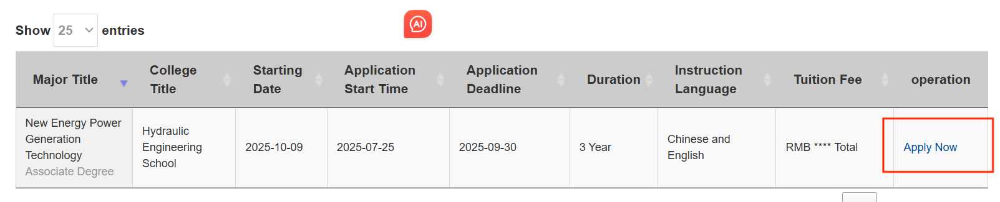 Show 25 entries
AI
Major Title
College
Title
Starting
Date
Application
Start Time
Application
Deadline
Duration
Instruction
Language
Tuition Fee
operation
New Energy Power
Generation
Technology
Associate Degree
Hydraulic
Engineering
School
2025-10-09
2025-07-25
2025-09-30
3 Year
Chinese and
English
RMB **** Total
Apply Now